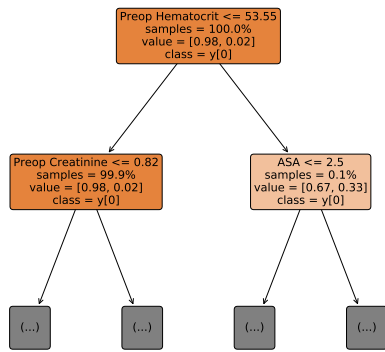 Preop Hematocrit <= 53.55
samples = 100.0%
value = [0.98, 0.02]
class = y[0]
Preop Creatinine <= 0.82
samples = 99.9%
value = [0.98, 0.02]
class = y[0]
ASA <= 2.5
samples = 0.1%
value = [0.67, 0.33]
class = y[0]
(...)
(...)
(...)
(...)